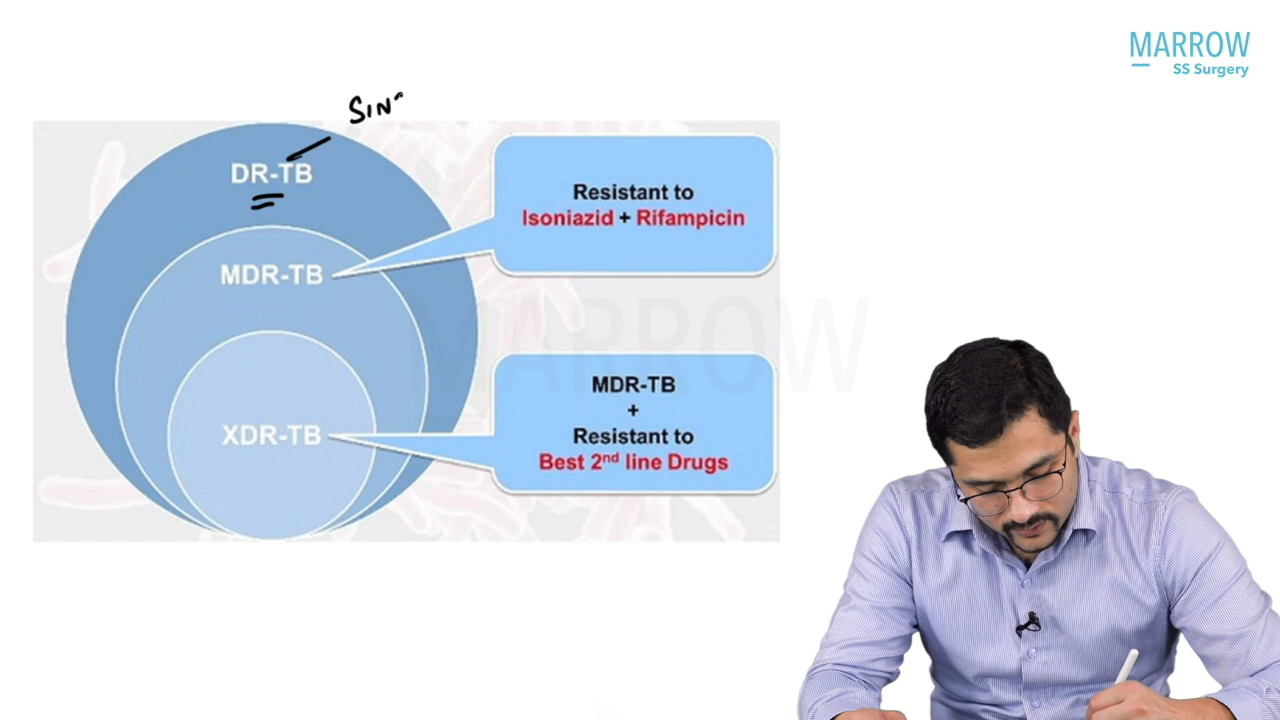 MARROW
SS Surgery
SIN
DR-TB
Resistant to
Isoniazid + Rifampicin
MDR-TB
MARROW
MDR-TB
+
Resistant to
Best 2nd line Drugs
XDR-TB